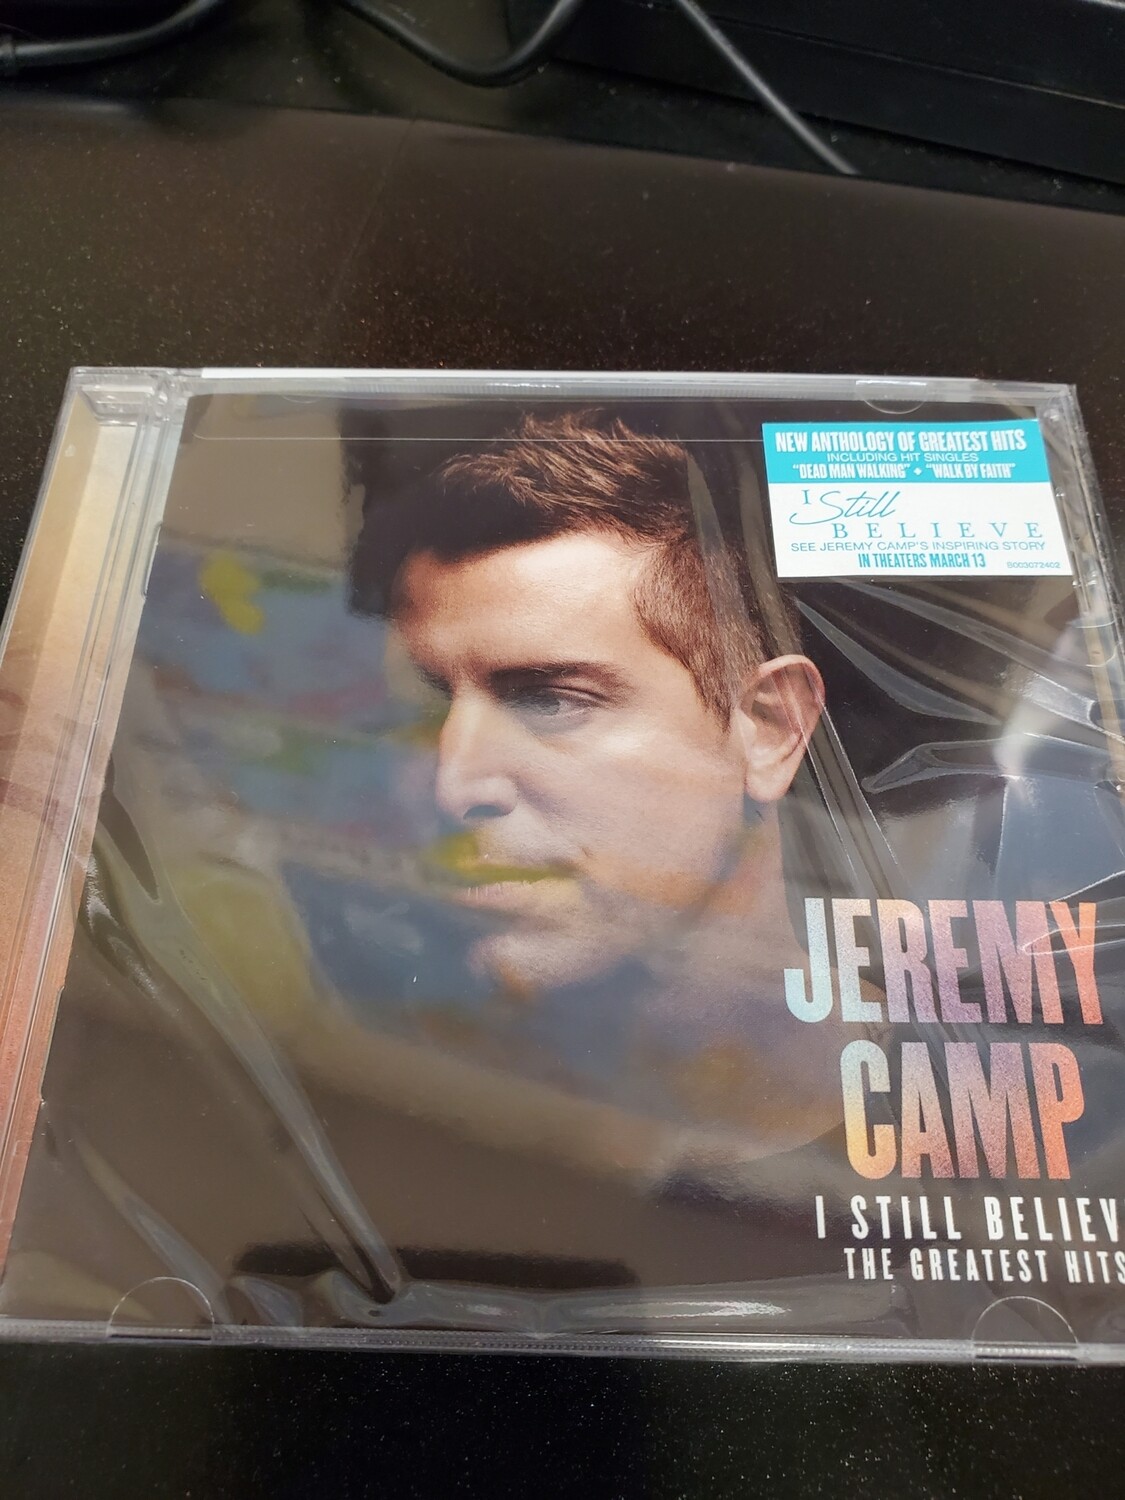 NEW ANTHOLOGY OF GREATEST HITS
INCLUDING HIT SINGLES
“DEAD MAN WALKING” + “WALK BY FAITH”
I Still
BELIEVE
SEE JEREMY CAMP'S INSPIRING STORY
IN THEATERS MARCH 13
B003072402
JEREMY
CAMP
I STILL BELIEV
THE GREATEST HITS